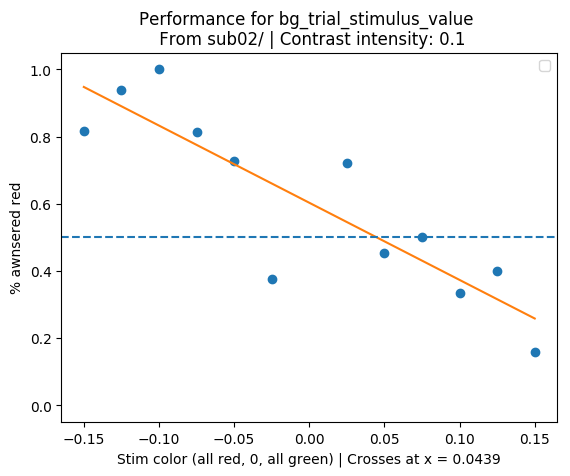 Performance for bg_trial_stimulus_value
From sub02/ | Contrast intensity: 0.1
1.0
0.8
0.6
0.4
0.2
0.0
% awnsered red
−0.15 −0.10 −0.05 0.00 0.05 0.10 0.15
Stim color (all red, 0, all green) | Crosses at x = 0.0439